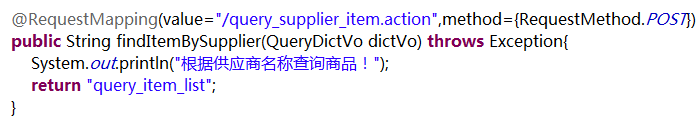 @RequestMapping(value="/query_supplier_item.action",method={RequestMethod.POST})
public String findItemBySupplier(QueryDictVo dictVo) throws Exception{
System.out.println("根据供应商名称查询商品！");
return "query_item_list";
}